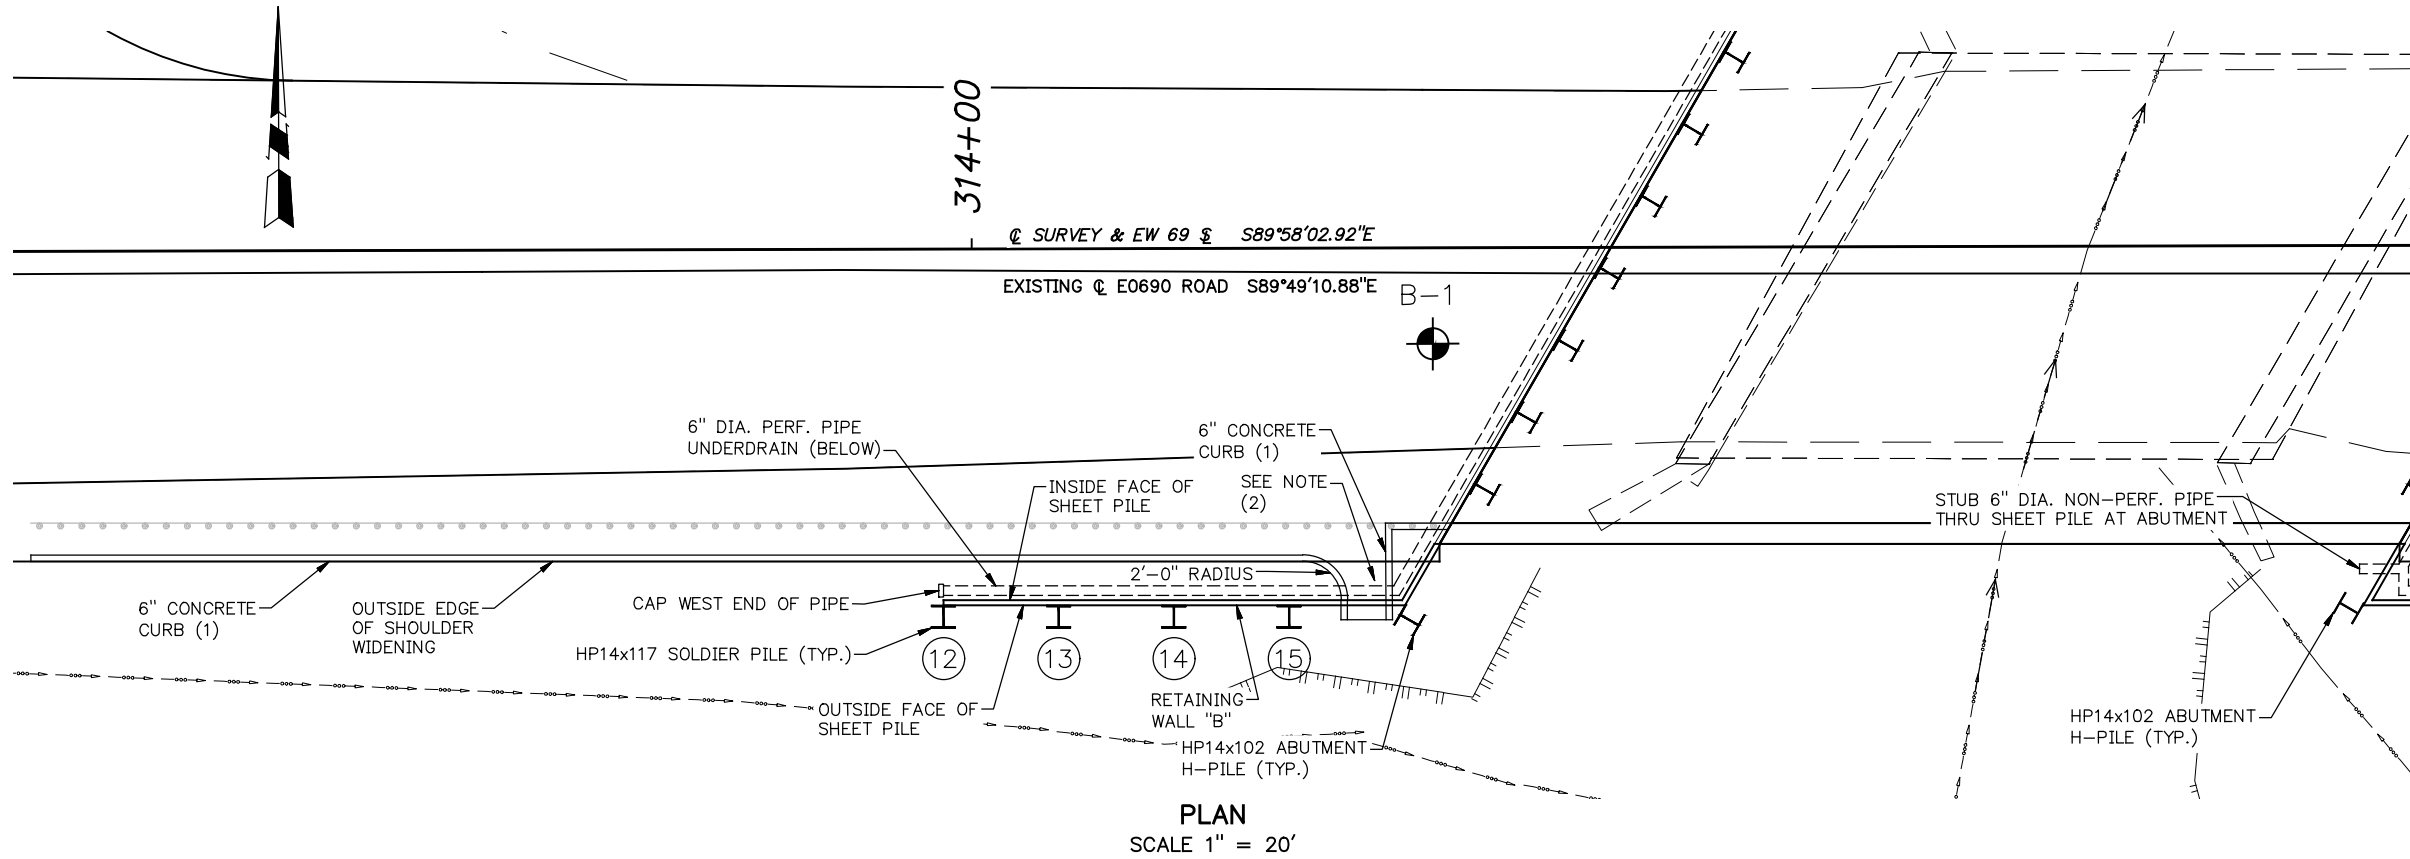 314+00
℄ SURVEY & EW 69 S̵ S89°58'02.92"E
EXISTING ℄ E0690 ROAD S89°49'10.88"E
B-1
6" DIA. PERF. PIPE
UNDERDRAIN (BELOW)
6" CONCRETE
CURB (1)
INSIDE FACE OF
SHEET PILE
SEE NOTE
(2)
STUB 6" DIA. NON-PERF. PIPE
THRU SHEET PILE AT ABUTMENT
2'-0" RADIUS
6" CONCRETE
CURB (1)
OUTSIDE EDGE
OF SHOULDER
WIDENING
CAP WEST END OF PIPE
HP14x117 SOLDIER PILE (TYP.)
12
13
14
15
OUTSIDE FACE OF
SHEET PILE
RETAINING
WALL "B"
HP14x102 ABUTMENT
H-PILE (TYP.)
HP14x102 ABUTMENT
H-PILE (TYP.)
PLAN
SCALE 1" = 20'